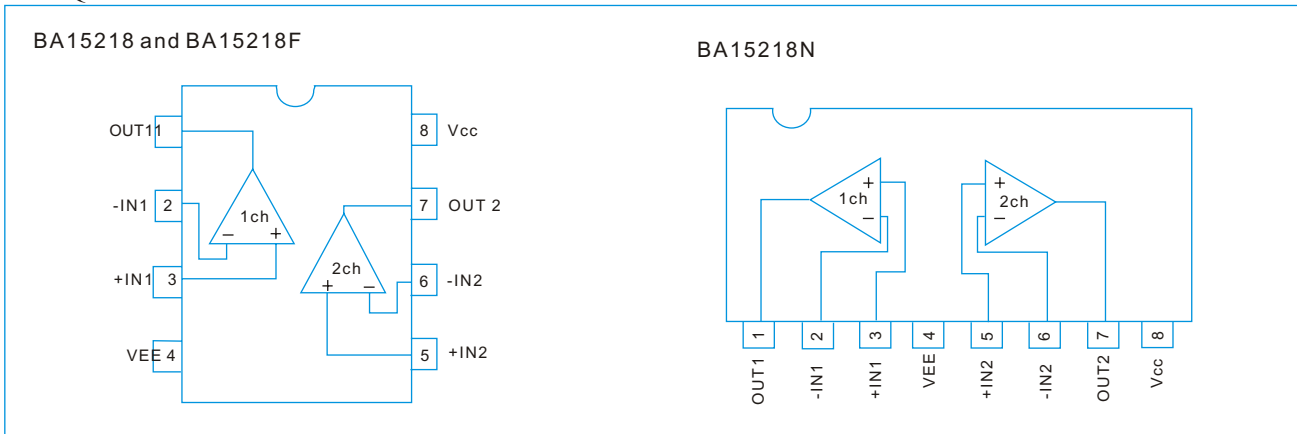 BA15218 and BA15218F
OUT11
8 Vcc
-IN1 2
1ch
− +
7 OUT 2
+IN1 3
2ch
+ −
6 -IN2
VEE 4
5 +IN2
BA15218N
+
1ch
−
+
2ch
−
1 2 3 4 5 6 7 8
OUT1 -IN1 +IN1 VEE +IN2 -IN2 OUT2 Vcc